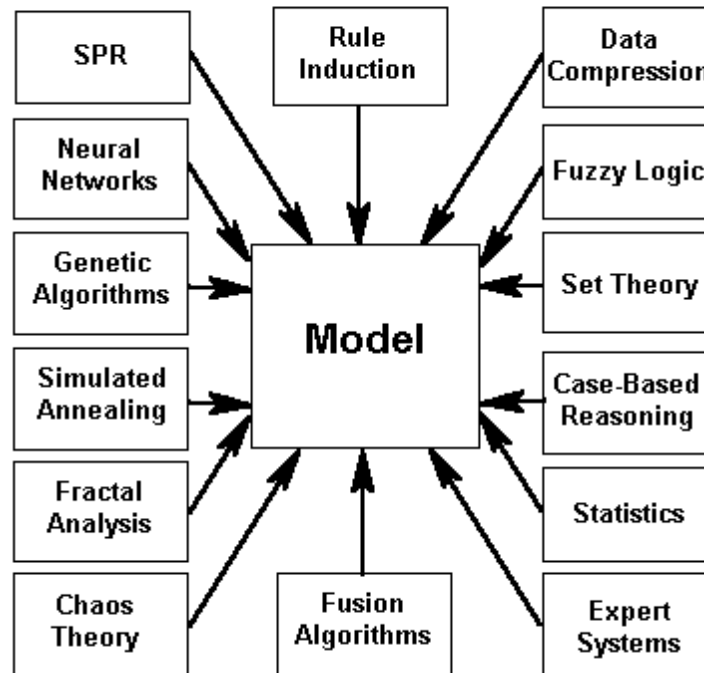 SPR
Rule
Induction
Data
Compression
Neural
Networks
Fuzzy Logic
Genetic
Algorithms
Set Theory
Model
Simulated
Annealing
Case-Based
Reasoning
Fractal
Analysis
Statistics
Chaos
Theory
Fusion
Algorithms
Expert
Systems